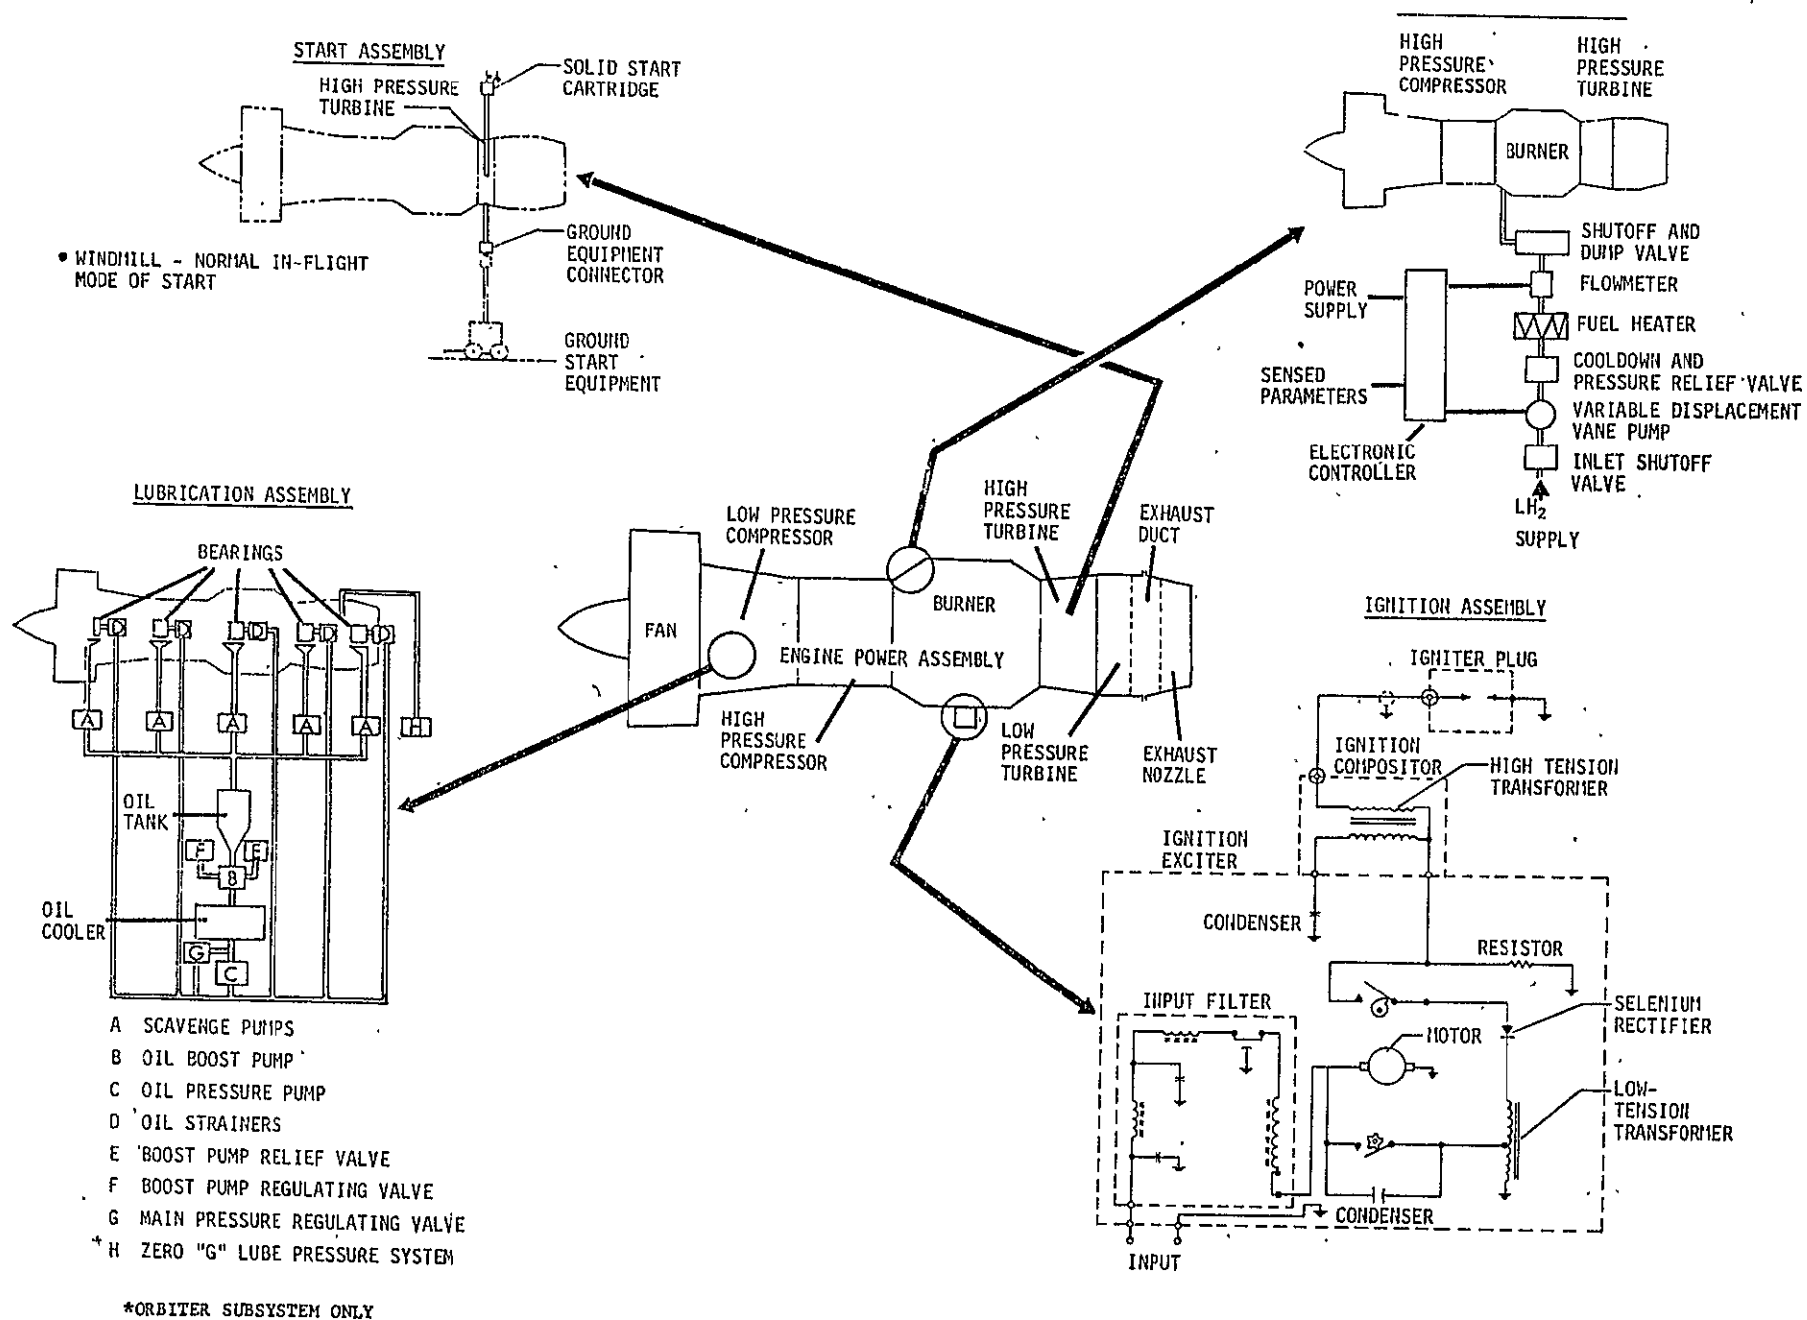 START ASSEMBLY
HIGH PRESSURE
TURBINE
SOLID START
CARTRIDGE
• WINDMILL - NORMAL IN-FLIGHT
MODE OF START
GROUND
EQUIPMENT
CONNECTOR
GROUND
START
EQUIPMENT
HIGH
PRESSURE
COMPRESSOR
HIGH
PRESSURE
TURBINE
BURNER
SHUTOFF AND
DUMP VALVE
FLOWMETER
POWER
SUPPLY
FUEL HEATER
COOLDOWN AND
PRESSURE RELIEF VALVE
SENSED
PARAMETERS
VARIABLE DISPLACEMENT
VANE PUMP
ELECTRONIC
CONTROLLER
INLET SHUTOFF
VALVE
LH2
SUPPLY
LOW PRESSURE
COMPRESSOR
HIGH
PRESSURE
TURBINE
EXHAUST
DUCT
FAN
BURNER
ENGINE POWER ASSEMBLY
HIGH
PRESSURE
COMPRESSOR
LOW
PRESSURE
TURBINE
EXHAUST
NOZZLE
LUBRICATION ASSEMBLY
BEARINGS
D
D
D
D
D
A
A
A
A
A
H
OIL
TANK
F
E
B
OIL
COOLER
G
C
A SCAVENGE PUMPS
B OIL BOOST PUMP
C OIL PRESSURE PUMP
D OIL STRAINERS
E BOOST PUMP RELIEF VALVE
F BOOST PUMP REGULATING VALVE
G MAIN PRESSURE REGULATING VALVE
* H ZERO "G" LUBE PRESSURE SYSTEM
*ORBITER SUBSYSTEM ONLY
IGNITION ASSEMBLY
IGNITER PLUG
IGNITION
COMPOSITOR
HIGH TENSION
TRANSFORMER
IGNITION
EXCITER
CONDENSER
RESISTOR
INPUT FILTER
SELENIUM
RECTIFIER
MOTOR
LOW-
TENSION
TRANSFORMER
CONDENSER
INPUT